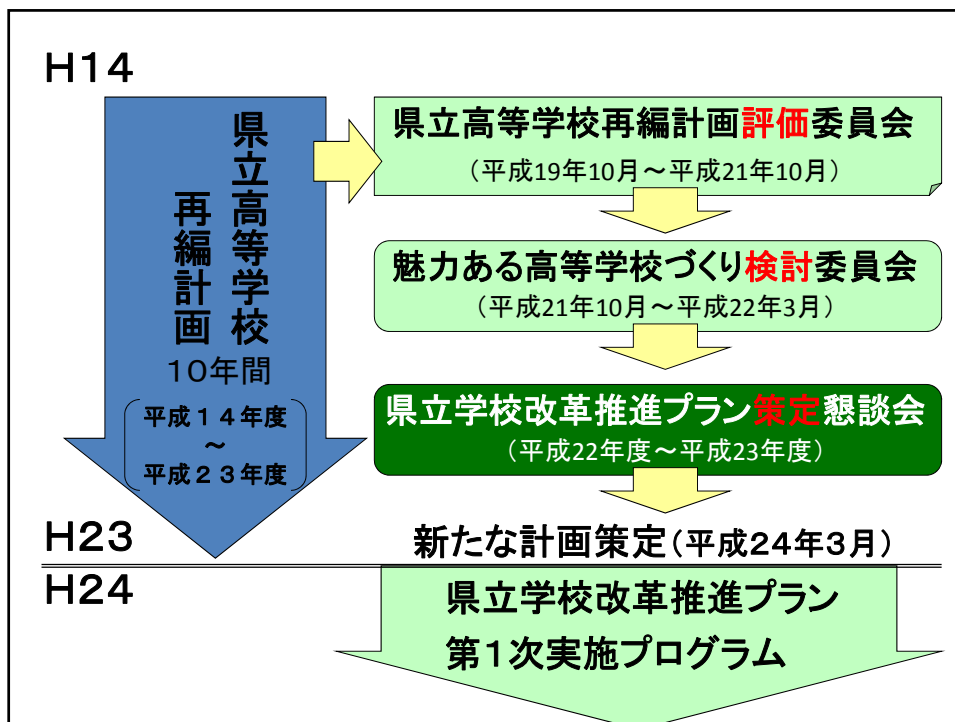 H14
県立高等学校
再編計画
10年間
平成14年度
～
平成23年度
県立高等学校再編計画評価委員会
（平成19年10月～平成21年10月）
魅力ある高等学校づくり検討委員会
（平成21年10月～平成22年3月）
県立学校改革推進プラン策定懇談会
（平成22年度～平成23年度）
H23
新たな計画策定（平成24年3月）
H24
県立学校改革推進プラン
第1次実施プログラム